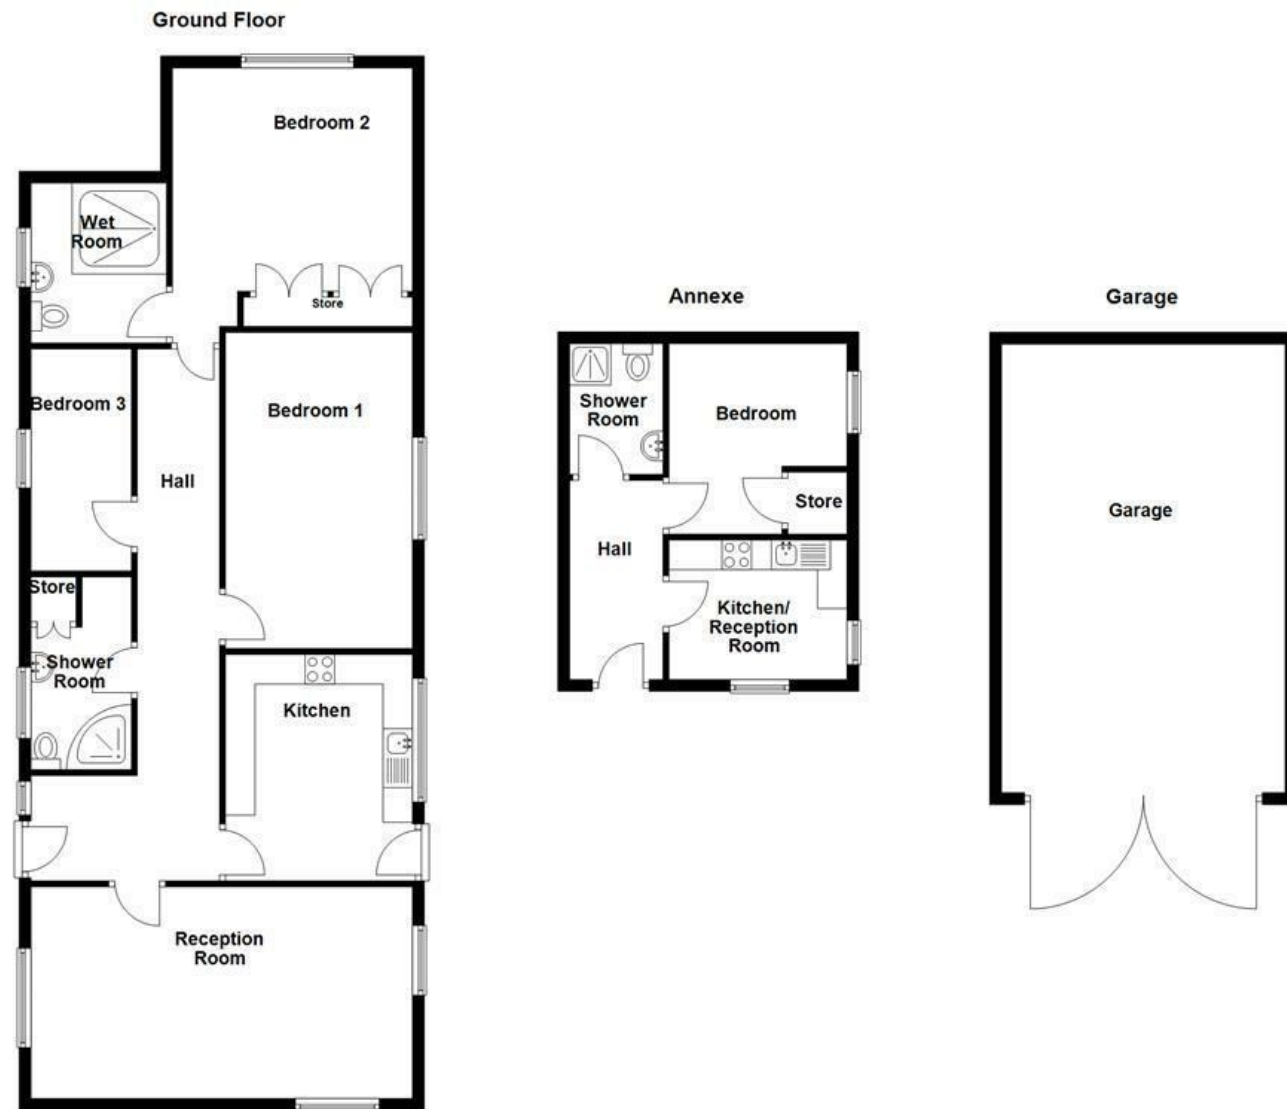 Ground Floor
Bedroom 2
Wet
Room
Store
Bedroom 3
Bedroom 1
Hall
Store
Shower
Room
Kitchen
Reception
Room
Annexe
Shower
Room
Bedroom
Store
Hall
Kitchen/
Reception
Room
Garage
Garage